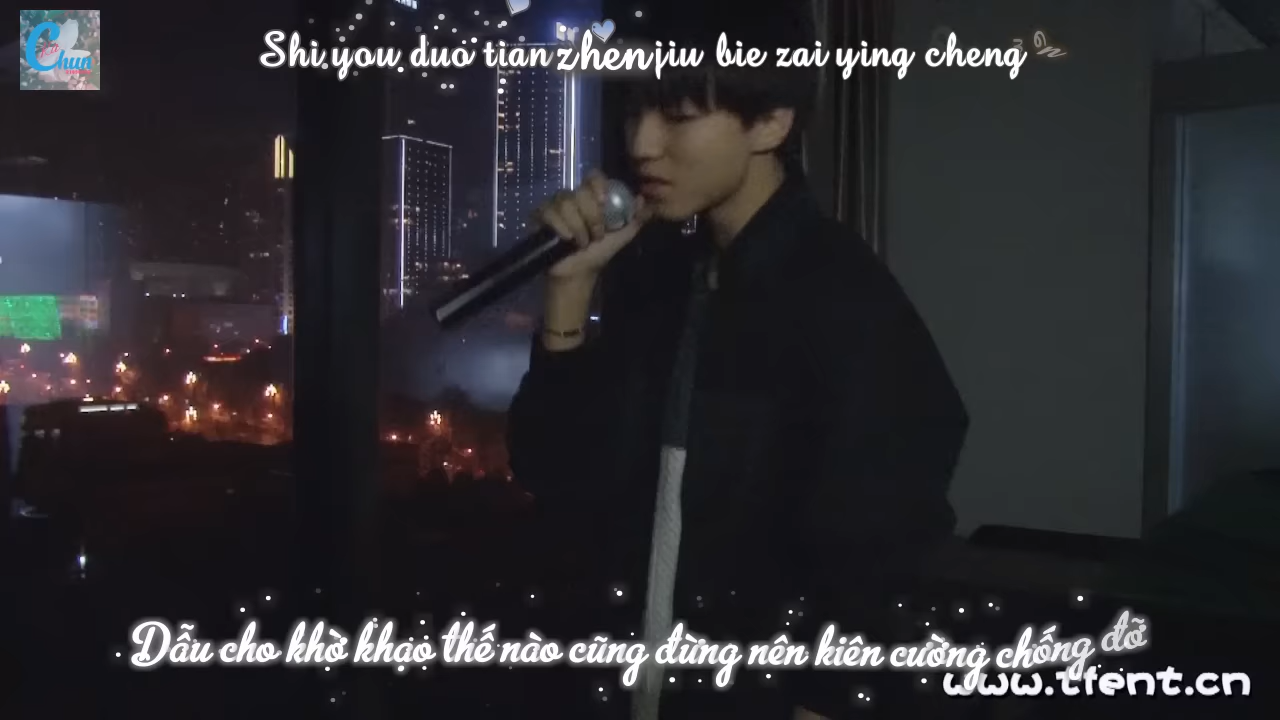 Chun
Shi you duo tian zhen jiu bie zai ying cheng
Dẫu cho khờ khạo thế nào cũng đừng nên kiên cường chống đỡ
www.tfent.cn